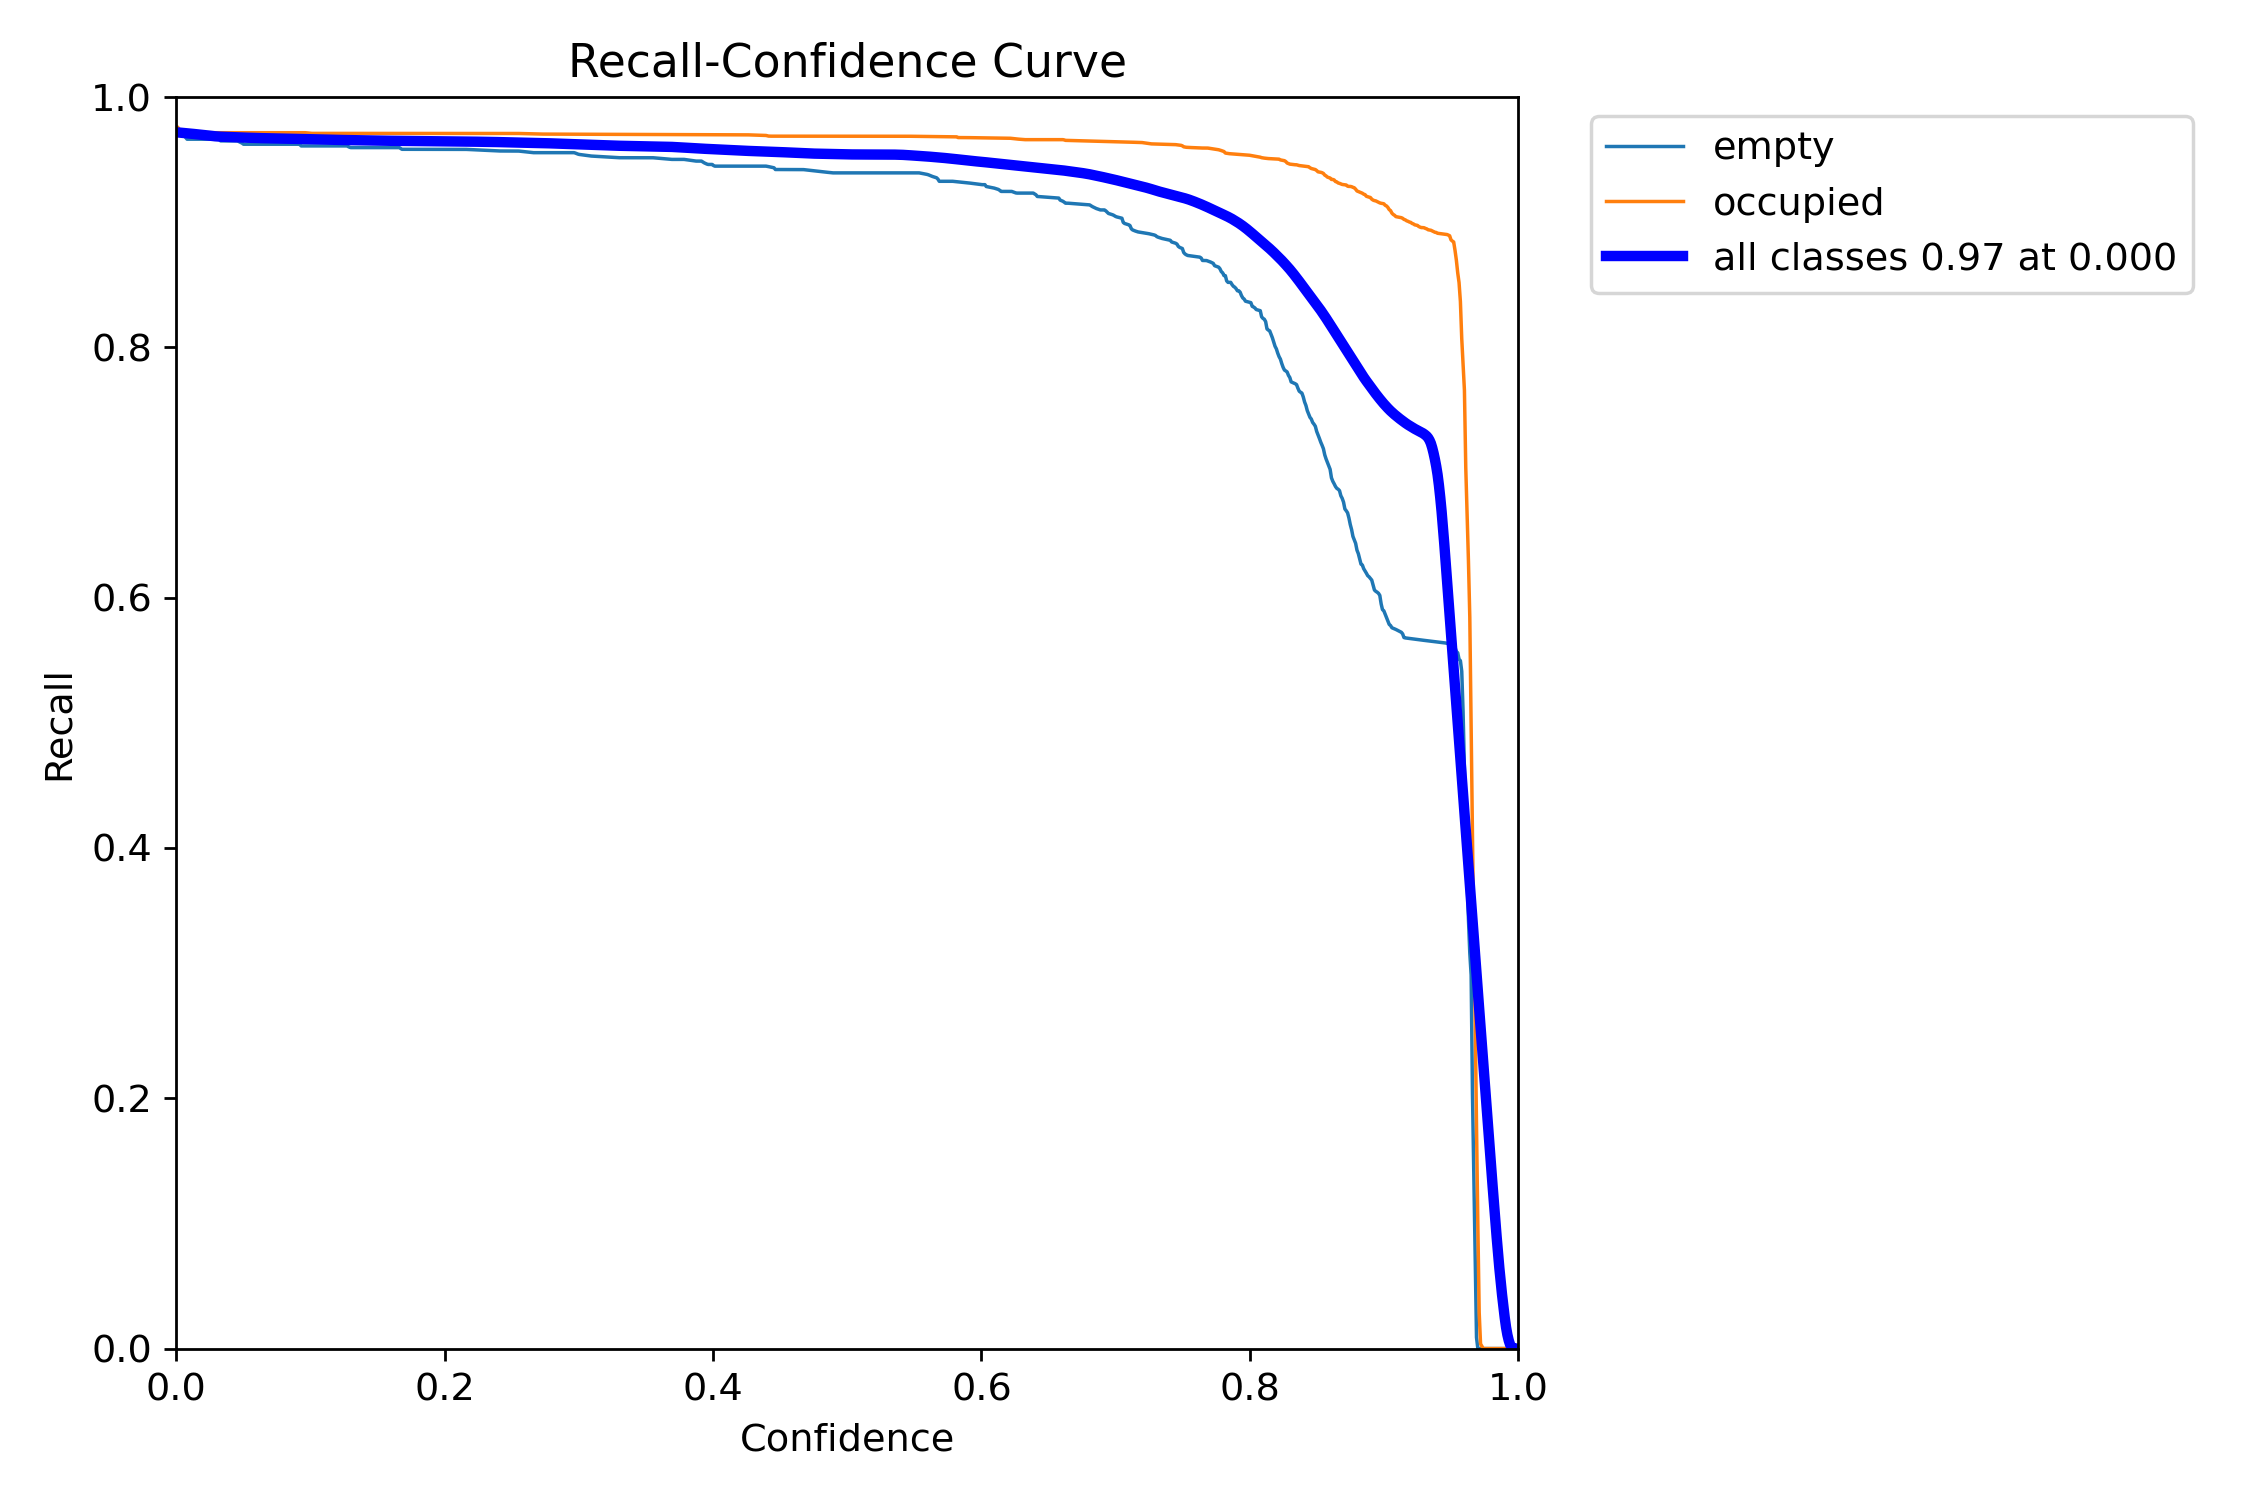 Recall-Confidence Curve
1.0
0.8
0.6
0.4
0.2
0.0
Recall
0.0 0.2 0.4 0.6 0.8 1.0
Confidence
empty
occupied
all classes 0.97 at 0.000